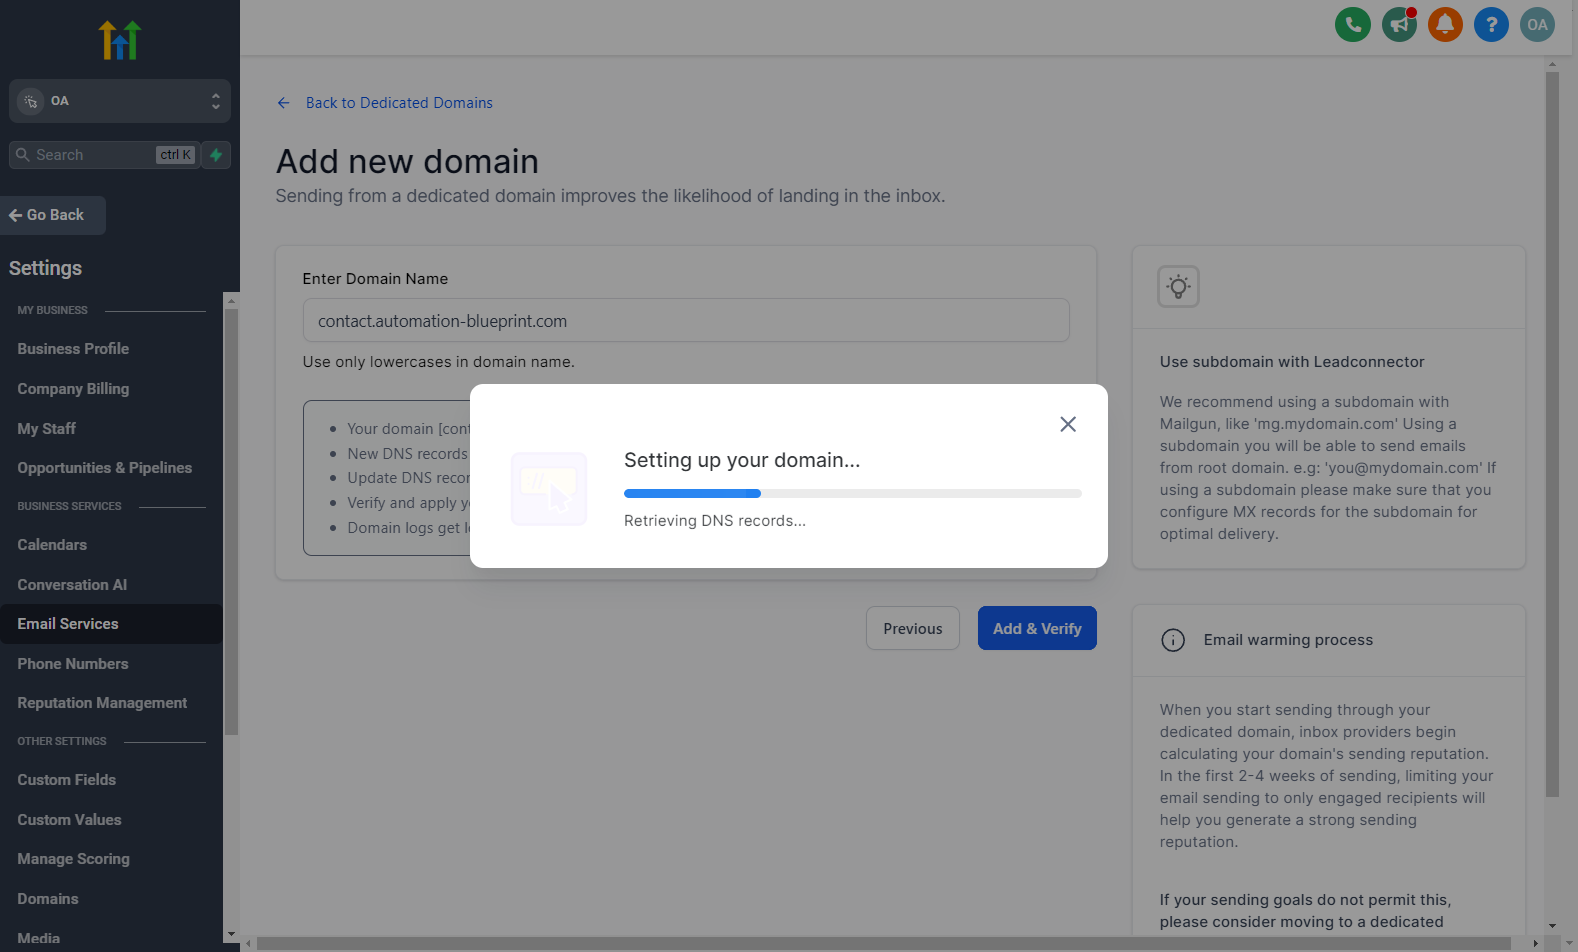 OA
OA
Search
ctrl K
Go Back
Settings
MY BUSINESS
Business Profile
Company Billing
My Staff
Opportunities & Pipelines
BUSINESS SERVICES
Calendars
Conversation AI
Email Services
Phone Numbers
Reputation Management
OTHER SETTINGS
Custom Fields
Custom Values
Manage Scoring
Domains
Media
Back to Dedicated Domains
Add new domain
Sending from a dedicated domain improves the likelihood of landing in the inbox.
Enter Domain Name
contact.automation-blueprint.com
Use only lowercases in domain name.
Your domain [cont
New DNS records
Update DNS recor
Verify and apply y
Domain logs get l
Setting up your domain...
Retrieving DNS records...
Previous
Add & Verify
Use subdomain with Leadconnector
We recommend using a subdomain with
Mailgun, like 'mg.mydomain.com' Using a
subdomain you will be able to send emails
from root domain. e.g: 'you@mydomain.com' If
using a subdomain please make sure that you
configure MX records for the subdomain for
optimal delivery.
Email warming process
When you start sending through your
dedicated domain, inbox providers begin
calculating your domain's sending reputation.
In the first 2-4 weeks of sending, limiting your
email sending to only engaged recipients will
help you generate a strong sending
reputation.
If your sending goals do not permit this,
please consider moving to a dedicated